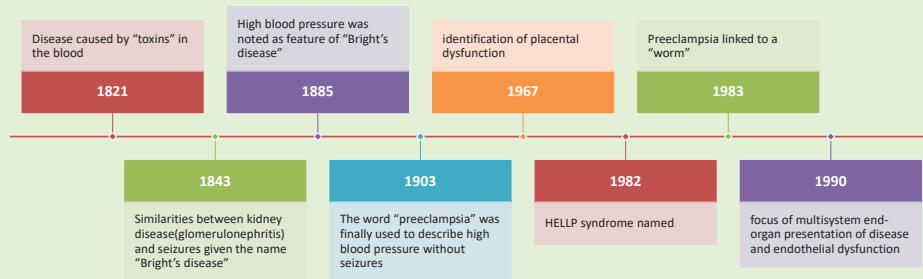 Disease caused by “toxins” in
the blood
1821
High blood pressure was
noted as feature of “Bright’s
disease”
1885
identification of placental
dysfunction
1967
Preeclampsia linked to a
“worm”
1983
1843
Similarities between kidney
disease(glomerulonephritis)
and seizures given the name
“Bright’s disease”
1903
The word “preeclampsia” was
finally used to describe high
blood pressure without
seizures
1982
HELLP syndrome named
1990
focus of multisystem end-
organ presentation of disease
and endothelial dysfunction